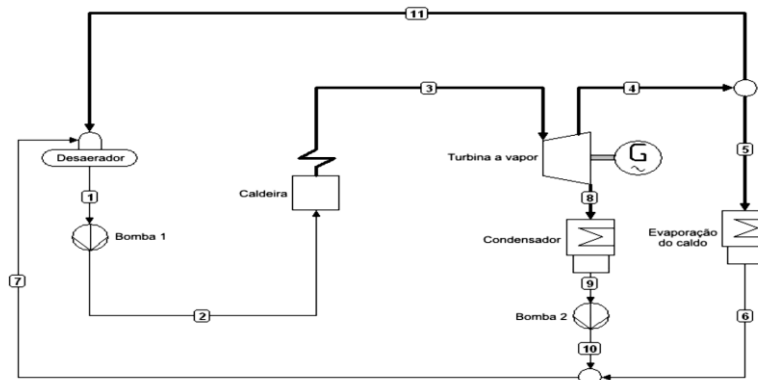 11
3
4
Desaerador
Turbina a vapor
G
~
5
1
Caldeira
8
Bomba 1
Condensador
Evaporação
do caldo
7
9
2
Bomba 2
6
10